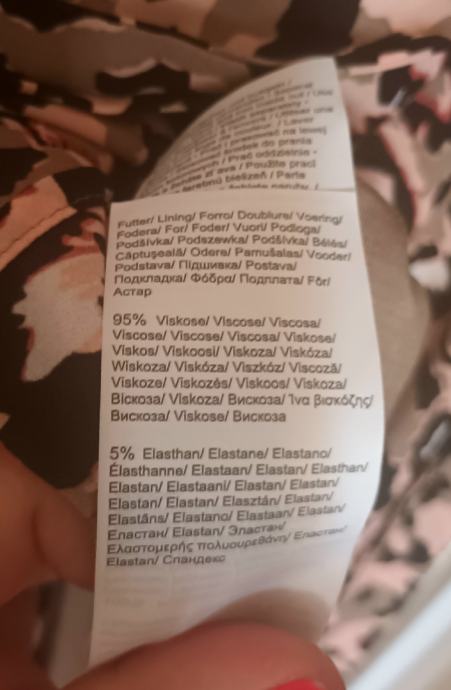 Futter/ Lining/ Forro/ Doublure/ Voering/
Fodera/ For/ Foder/ Vuori/ Podloga/
Podšívka/ Podszewka/ Podšívka/ Bélés/
Căptușeală/ Odere/ Pamušalas/ Vooder/
Podstava/ Підшивка/ Postava/
Подкладка/ Φόδρα/ Подплата/ Fôr/
Астар
95% Viskose/ Viscose/ Viscosa/
Viscose/ Viscose/ Viscosa/ Viskose/
Viskos/ Viskoosi/ Viskoza/ Viskóza/
Wiskoza/ Viskóza/ Viszkóz/ Viscoză/
Viskoze/ Viskozės/ Viskoos/ Viskoza/
Віскоза/ Viskoza/ Вискоза/ Ίνα βισκόζης/
Вискоза/ Viskose/ Вискоза
5% Elasthan/ Elastane/ Elastano/
Élasthanne/ Elastaan/ Elastan/ Elasthan/
Elastan/ Elastaani/ Elastan/ Elastan/
Elastan/ Elastan/ Elasztán/ Elastan/
Elastāns/ Elastano/ Elastaan/ Elastan/
Еластан/ Elastan/ Эластан/
Ελαστομερής πολυουρεθάνη/ Еластан/
Elastan/ Спандекс